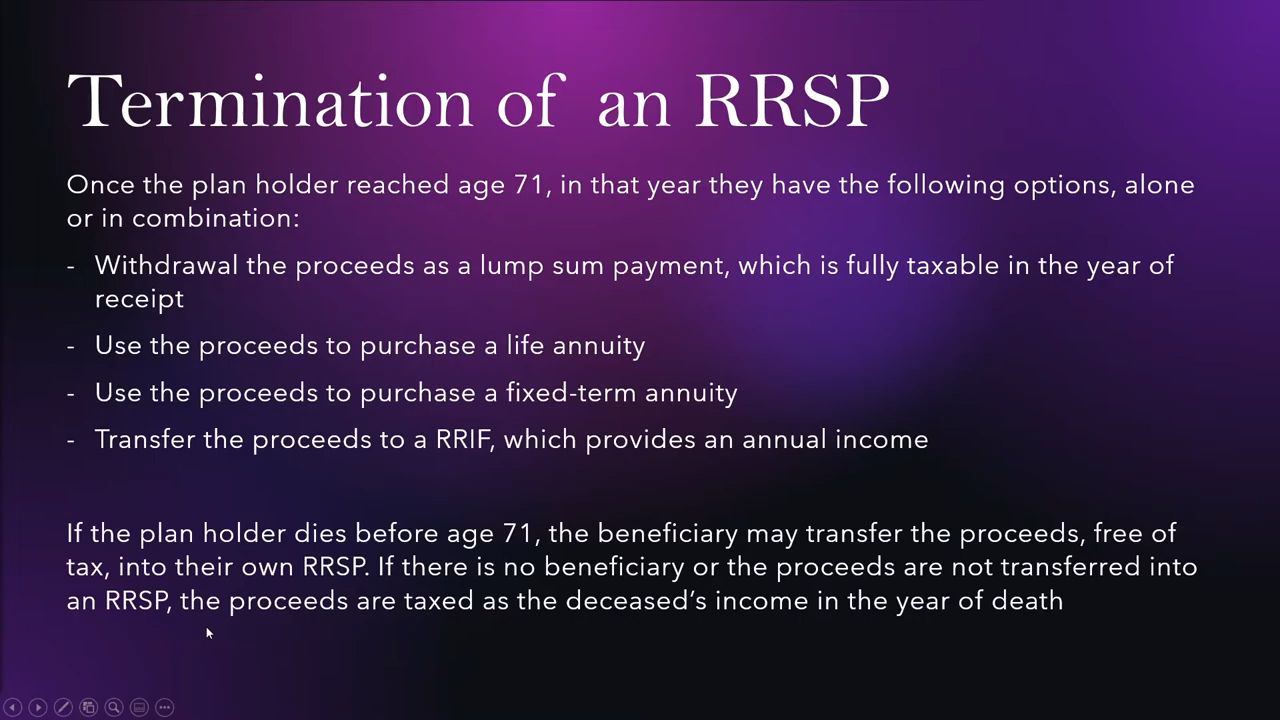 Termination of an RRSP
Once the plan holder reached age 71, in that year they have the following options, alone
or in combination:
- Withdrawal the proceeds as a lump sum payment, which is fully taxable in the year of
receipt
- Use the proceeds to purchase a life annuity
- Use the proceeds to purchase a fixed-term annuity
- Transfer the proceeds to a RRIF, which provides an annual income
If the plan holder dies before age 71, the beneficiary may transfer the proceeds, free of
tax, into their own RRSP. If there is no beneficiary or the proceeds are not transferred into
an RRSP, the proceeds are taxed as the deceased’s income in the year of death